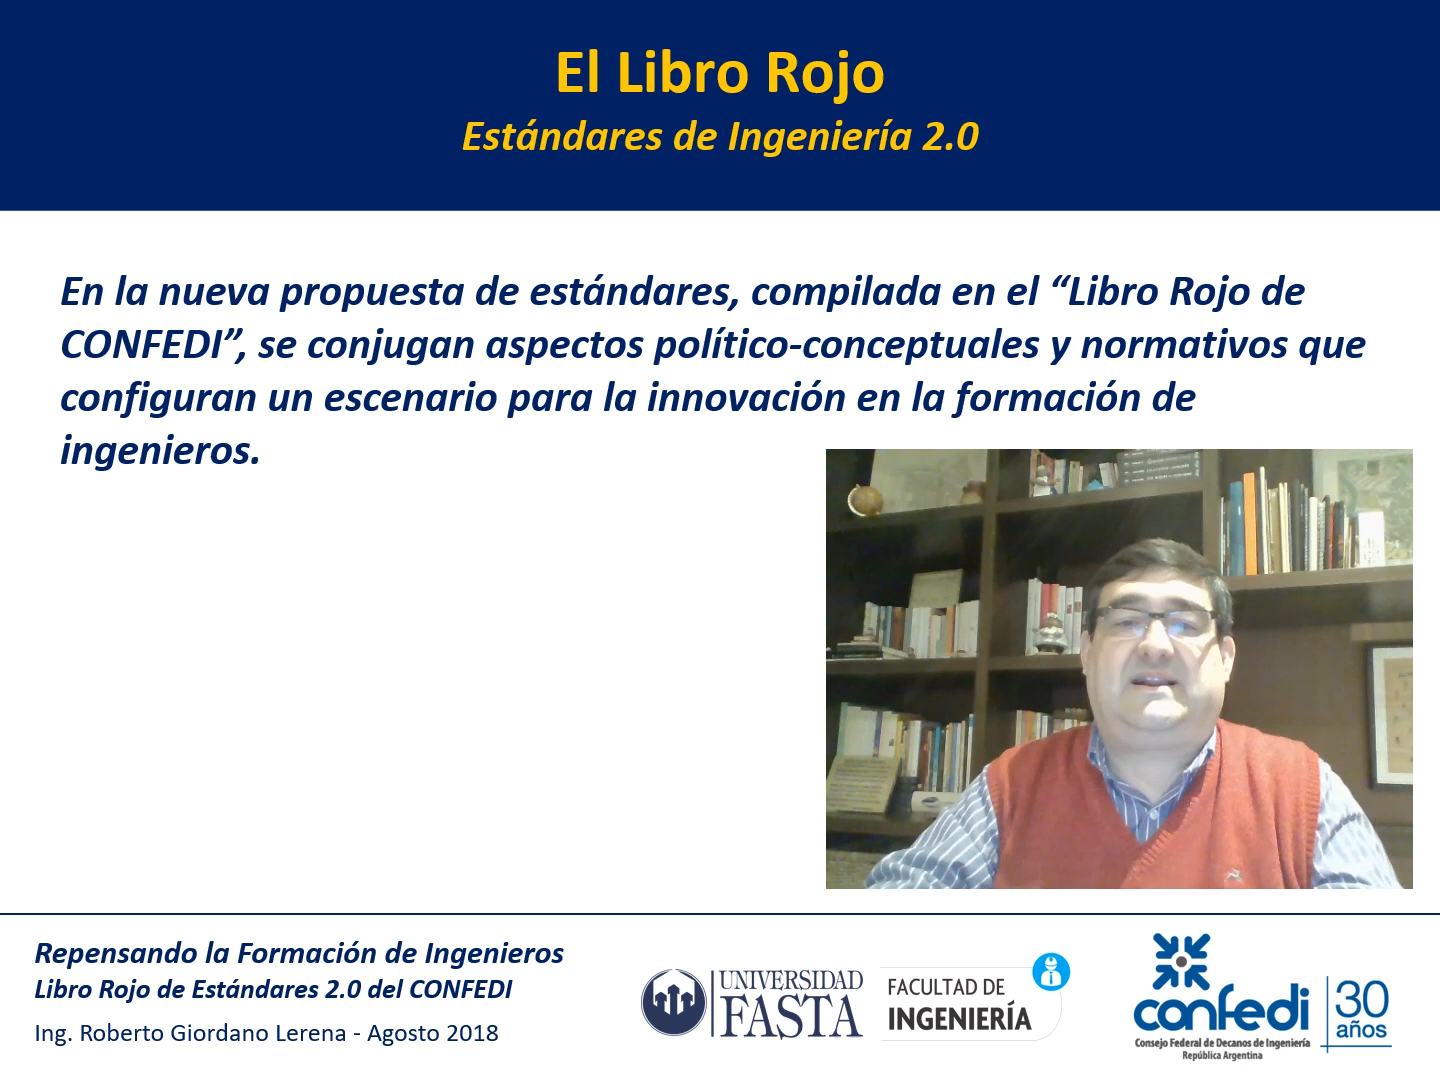 El Libro Rojo
Estándares de Ingeniería 2.0
En la nueva propuesta de estándares, compilada en el “Libro Rojo de
CONFEDI”, se conjugan aspectos político-conceptuales y normativos que
configuran un escenario para la innovación en la formación de
ingenieros.
Repensando la Formación de Ingenieros
Libro Rojo de Estándares 2.0 del CONFEDI
Ing. Roberto Giordano Lerena - Agosto 2018
UNIVERSIDAD
FASTA
FACULTAD DE
INGENIERÍA
confedi
Consejo Federal de Decanos de Ingeniería
República Argentina
30
años